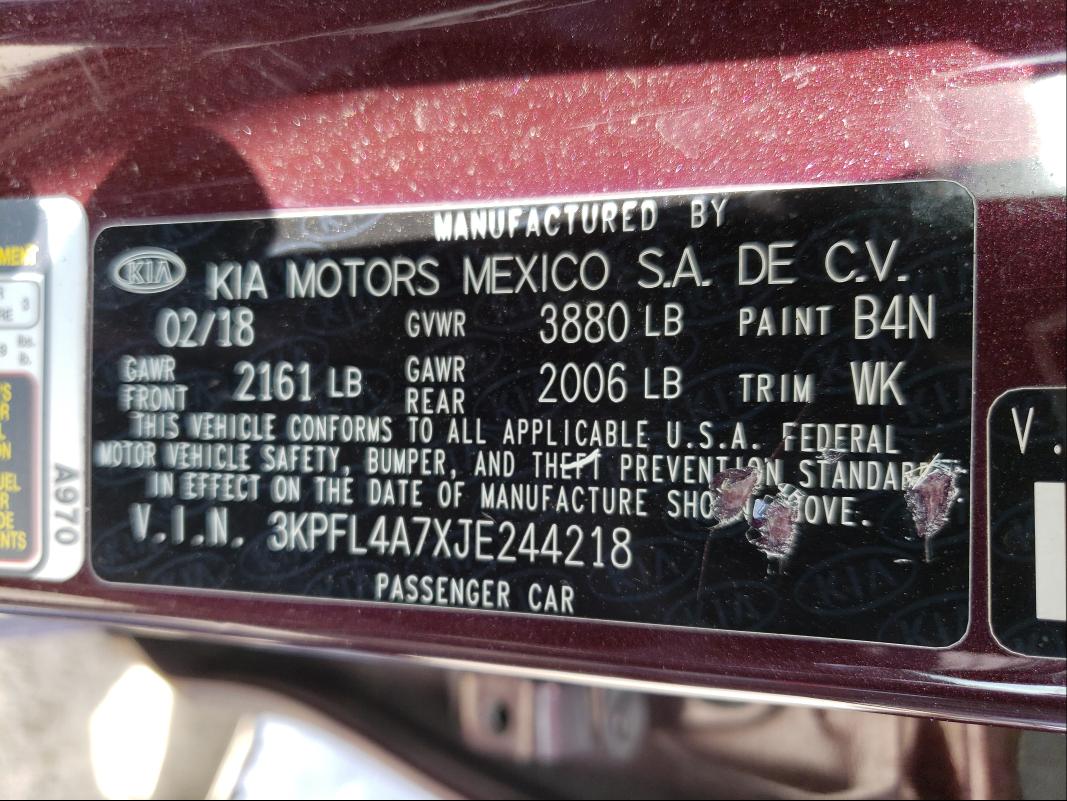 MANUFACTURED BY
KIA KIA MOTORS MEXICO S.A. DE C.V.
02/18 GVWR 3880 LB PAINT B4N
GAWR FRONT 2161 LB GAWR REAR 2006 LB TRIM WK
THIS VEHICLE CONFORMS TO ALL APPLICABLE U.S.A. FEDERAL
MOTOR VEHICLE SAFETY, BUMPER, AND THEFT PREVENTION STANDARDS
IN EFFECT ON THE DATE OF MANUFACTURE SHOWN ABOVE.
V.I.N. 3KPFL4A7XJE244218
PASSENGER CAR
A970
V.